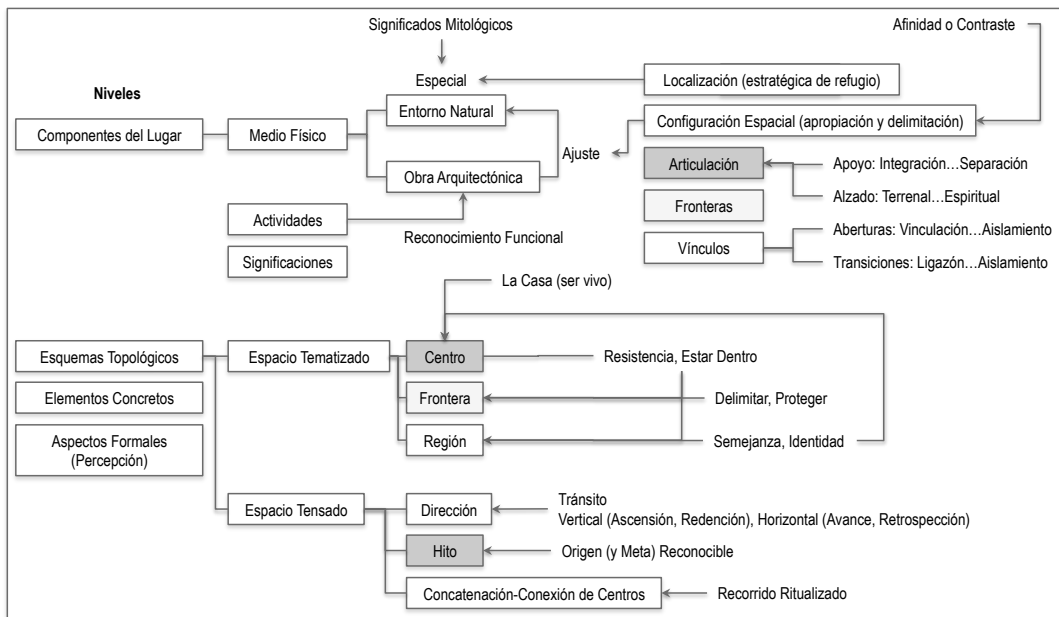 Significados Mitológicos
Afinidad o Contraste
Especial
Localización (estratégica de refugio)
Niveles
Entorno Natural
Configuración Espacial (apropiación y delimitación)
Componentes del Lugar
Medio Físico
Ajuste
Articulación
Apoyo: Integración…Separación
Obra Arquitectónica
Alzado: Terrenal…Espiritual
Fronteras
Actividades
Reconocimiento Funcional
Aberturas: Vinculación…Aislamiento
Vínculos
Significaciones
Transiciones: Ligazón…Aislamiento
La Casa (ser vivo)
Esquemas Topológicos
Espacio Tematizado
Centro
Resistencia, Estar Dentro
Elementos Concretos
Frontera
Delimitar, Proteger
Aspectos Formales
(Percepción)
Región
Semejanza, Identidad
Espacio Tensado
Dirección
Tránsito
Vertical (Ascensión, Redención), Horizontal (Avance, Retrospección)
Hito
Origen (y Meta) Reconocible
Concatenación-Conexión de Centros
Recorrido Ritualizado